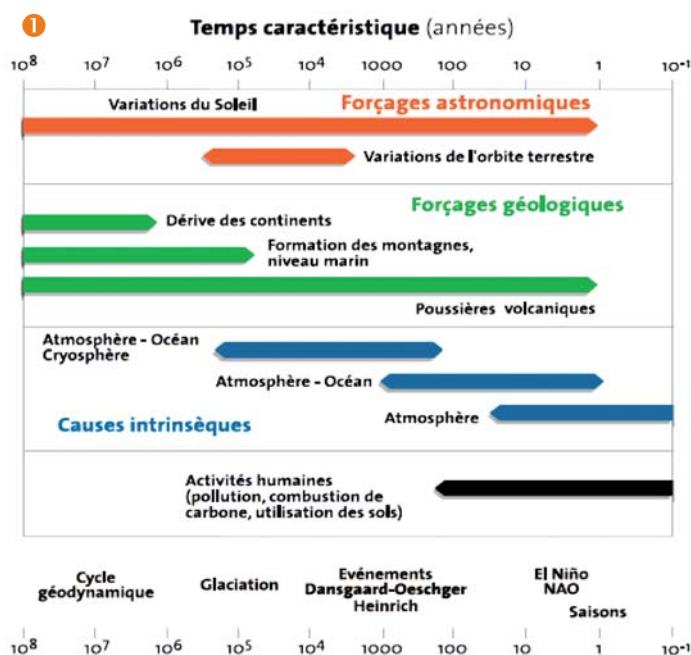 1
Temps caractéristique (années)
10⁸ 10⁷ 10⁶ 10⁵ 10⁴ 1000 100 10 1 10⁻¹
Variations du Soleil
Forçages astronomiques
Variations de l'orbite terrestre
Forçages géologiques
Dérive des continents
Formation des montagnes,
niveau marin
Poussières volcaniques
Atmosphère - Océan
Cryosphère
Atmosphère - Océan
Atmosphère
Causes intrinsèques
Activités humaines
(pollution, combustion de
carbone, utilisation des sols)
Cycle
géodynamique
Glaciation
Evénements
Dansgaard-Oeschger
Heinrich
El Niño
NAO
Saisons
10⁸ 10⁷ 10⁶ 10⁵ 10⁴ 1000 100 10 1 10⁻¹